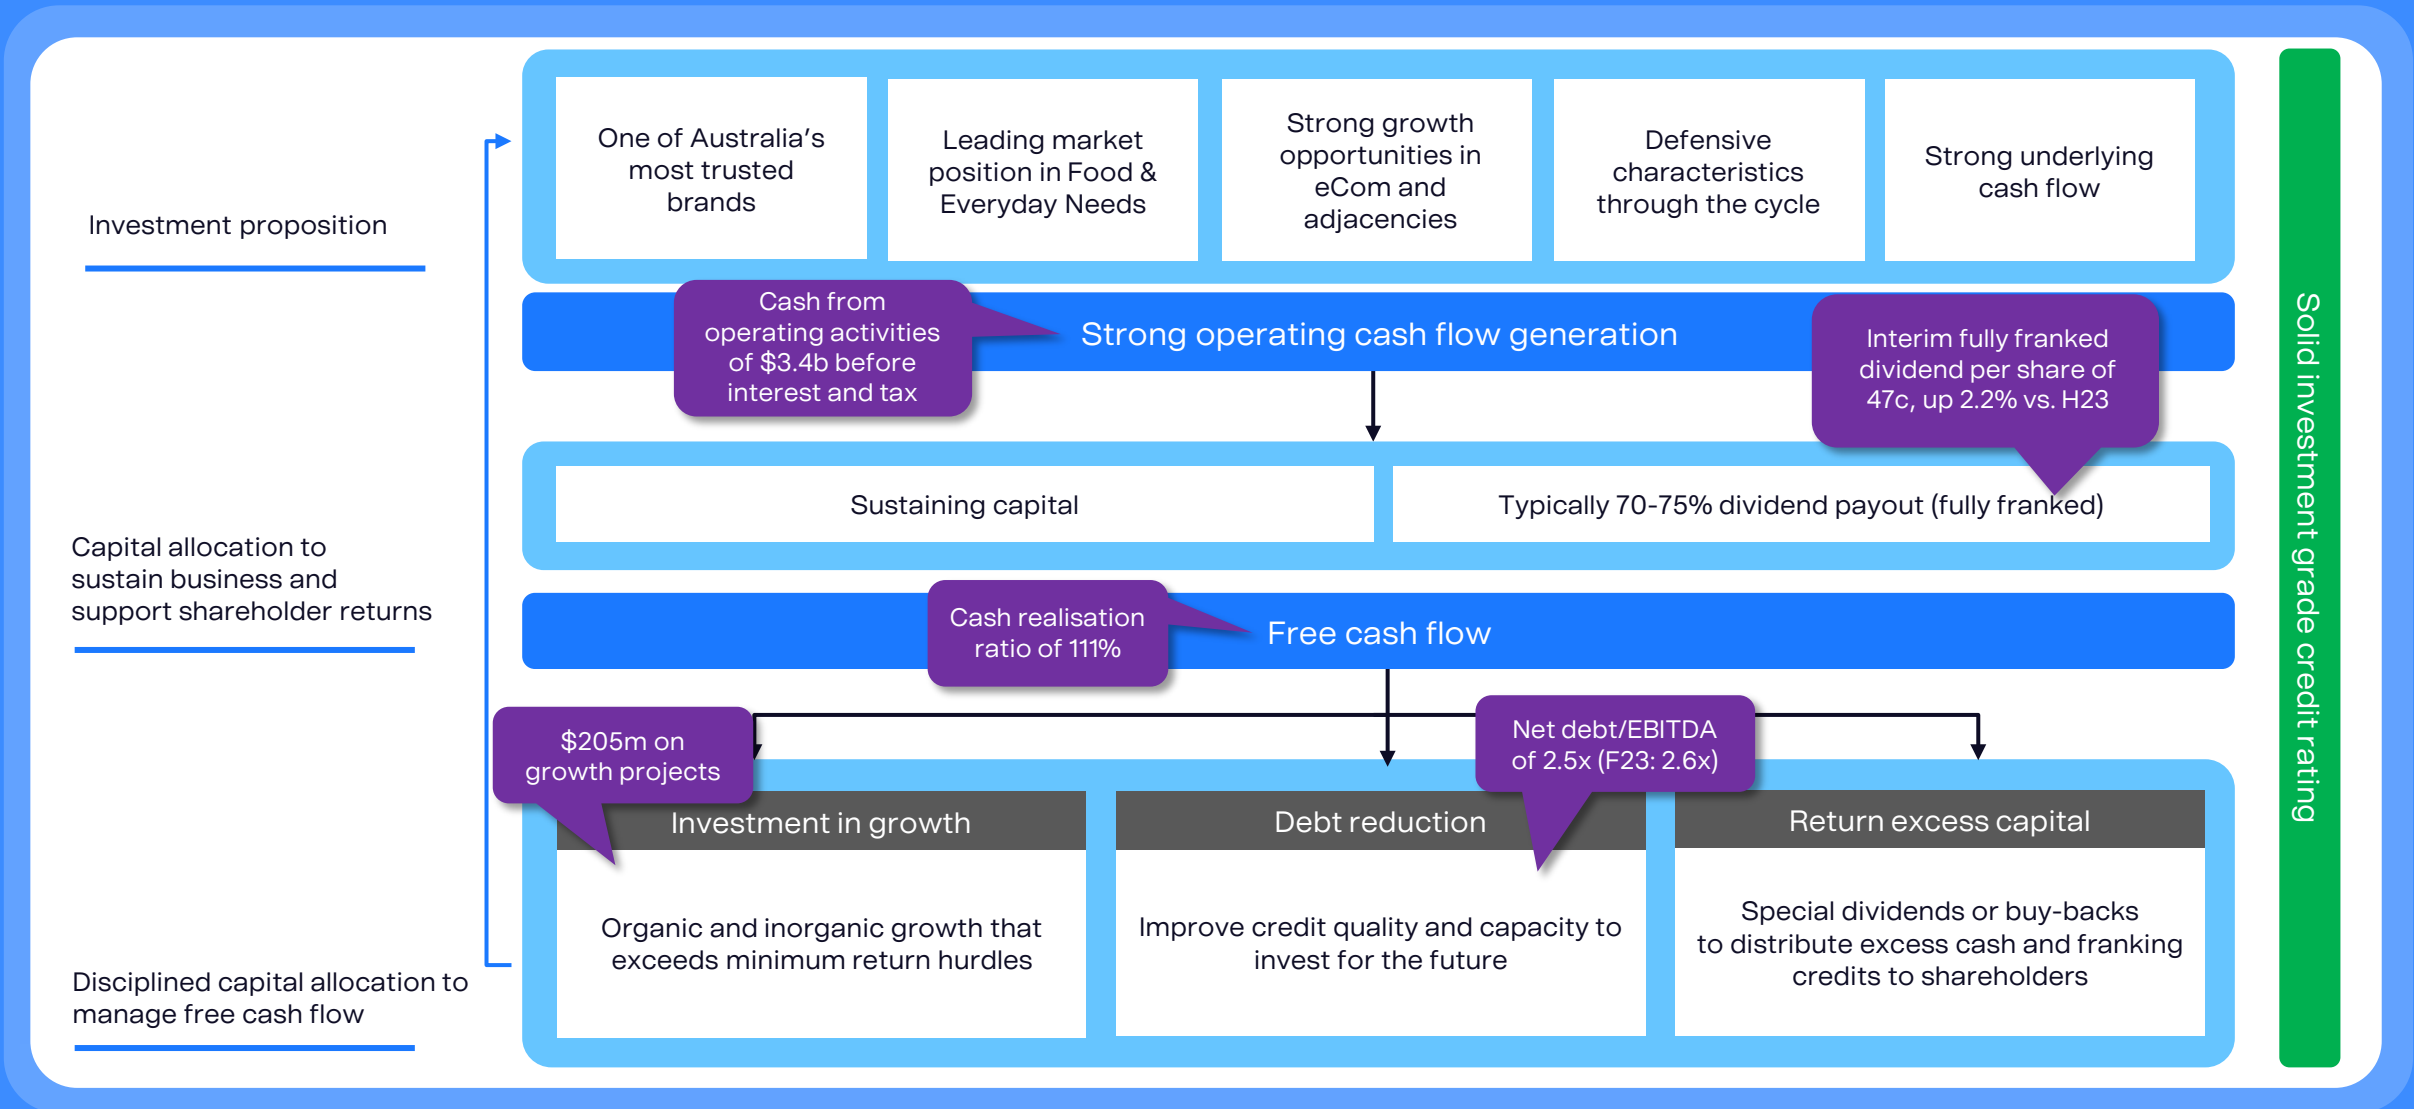 Investment proposition
One of Australia's
most trusted
brands
Leading market
position in Food &
Everyday Needs
Strong growth
opportunities in
eCom and
adjacencies
Defensive
characteristics
through the cycle
Strong underlying
cash flow
Cash from
operating activities
of $3.4b before
interest and tax
Strong operating cash flow generation
Interim fully franked
dividend per share of
47c, up 2.2% vs. H23
Capital allocation to
sustain business and
support shareholder returns
Sustaining capital
Typically 70-75% dividend payout (fully franked)
Cash realisation
ratio of 111%
Free cash flow
$205m on
growth projects
Net debt/EBITDA
of 2.5x (F23: 2.6x)
Disciplined capital allocation to
manage free cash flow
Investment in growth
Organic and inorganic growth that
exceeds minimum return hurdles
Debt reduction
Improve credit quality and capacity to
invest for the future
Return excess capital
Special dividends or buy-backs
to distribute excess cash and franking
credits to shareholders
Solid investment grade credit rating